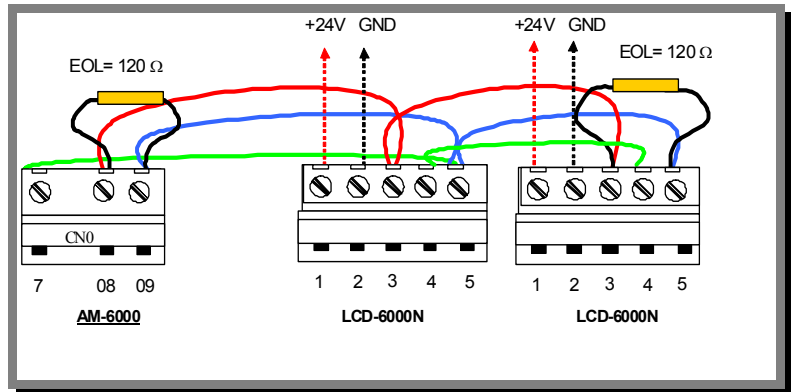 +24V GND
+24V GND
EOL= 120 Ω
EOL= 120 Ω
CN0
7 08 09
1 2 3 4 5
1 2 3 4 5
AM-6000
LCD-6000N
LCD-6000N